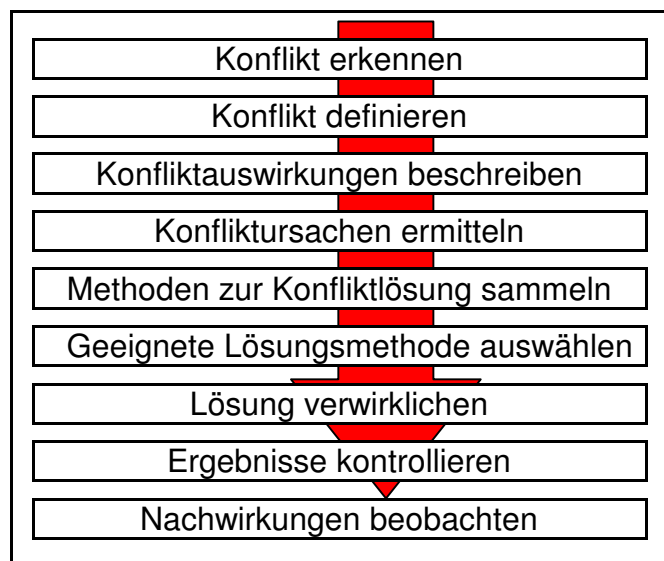 Konflikt erkennen
Konflikt definieren
Konfliktauswirkungen beschreiben
Konfliktursachen ermitteln
Methoden zur Konfliktlösung sammeln
Geeignete Lösungsmethode auswählen
Lösung verwirklichen
Ergebnisse kontrollieren
Nachwirkungen beobachten